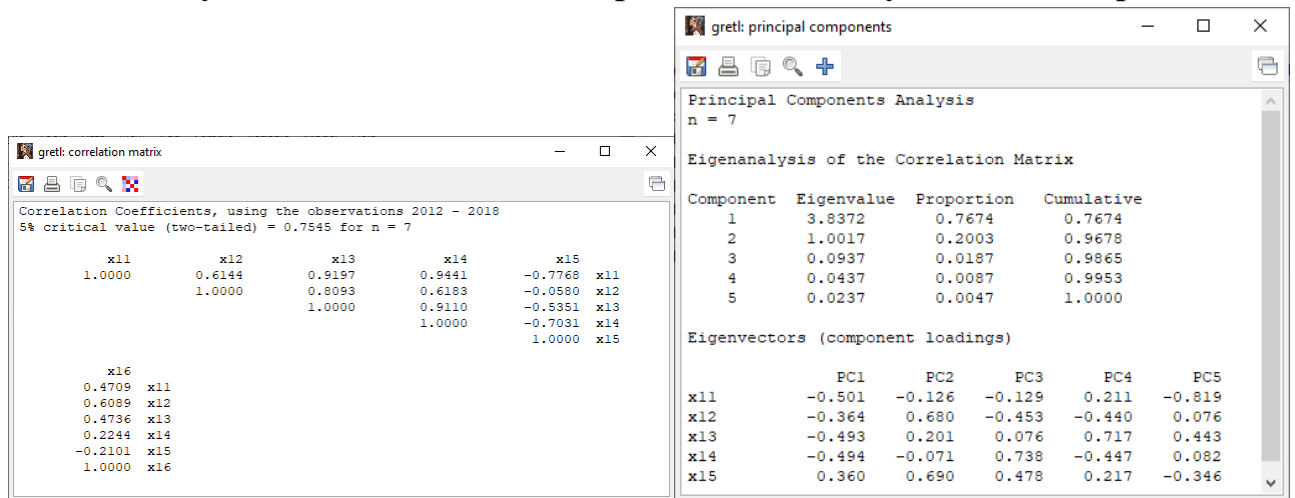 gretl: correlation matrix
Correlation Coefficients, using the observations 2012 - 2018
5% critical value (two-tailed) = 0.7545 for n = 7
x11 x12 x13 x14 x15
1.0000 0.6144 0.9197 0.9441 -0.7768 x11
1.0000 0.8093 0.6183 -0.0580 x12
1.0000 0.9110 -0.5351 x13
1.0000 -0.7031 x14
1.0000 x15
x16
0.4709 x11
0.6089 x12
0.4736 x13
0.2244 x14
-0.2101 x15
1.0000 x16
gretl: principal components
Principal Components Analysis
n = 7
Eigenanalysis of the Correlation Matrix
Component Eigenvalue Proportion Cumulative
1 3.8372 0.7674 0.7674
2 1.0017 0.2003 0.9678
3 0.0937 0.0187 0.9865
4 0.0437 0.0087 0.9953
5 0.0237 0.0047 1.0000
Eigenvectors (component loadings)
PC1 PC2 PC3 PC4 PC5
x11 -0.501 -0.126 -0.129 0.211 -0.819
x12 -0.364 0.680 -0.453 -0.440 0.076
x13 -0.493 0.201 0.076 0.717 0.443
x14 -0.494 -0.071 0.738 -0.447 0.082
x15 0.360 0.690 0.478 0.217 -0.346